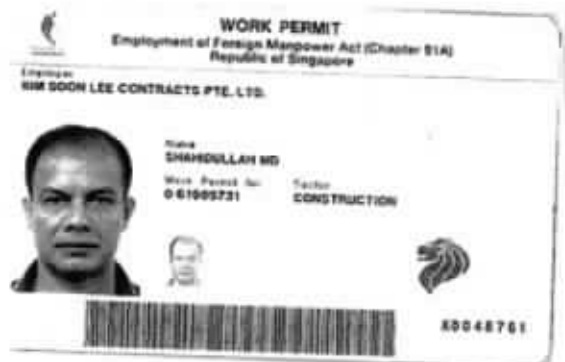 WORK PERMIT
Employment of Foreign Manpower Act (Chapter 91A)
Republic of Singapore
Employer
KIM SOON LEE CONTRACTS PTE. LTD.
Name
SHAHIDULLAH MD
Work Permit No. Sector
0 61005731 CONSTRUCTION